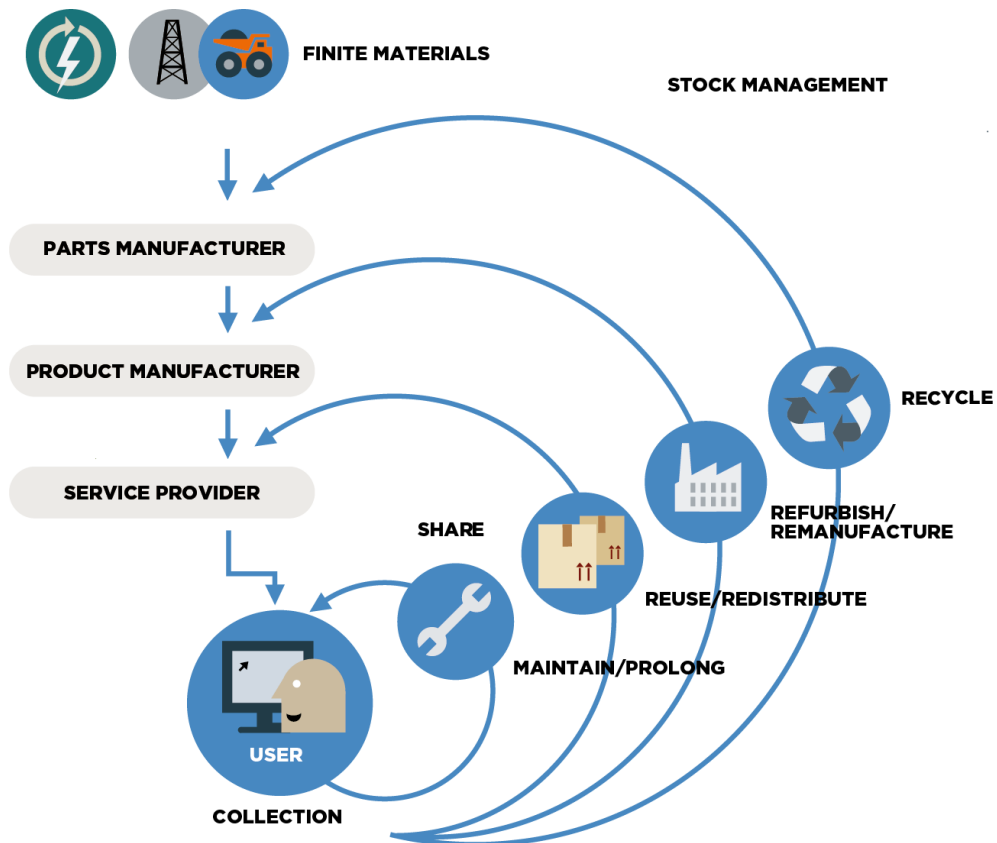 FINITE MATERIALS
STOCK MANAGEMENT
PARTS MANUFACTURER
PRODUCT MANUFACTURER
RECYCLE
SERVICE PROVIDER
REFURBISH/
REMANUFACTURE
SHARE
REUSE/REDISTRIBUTE
MAINTAIN/PROLONG
USER
COLLECTION